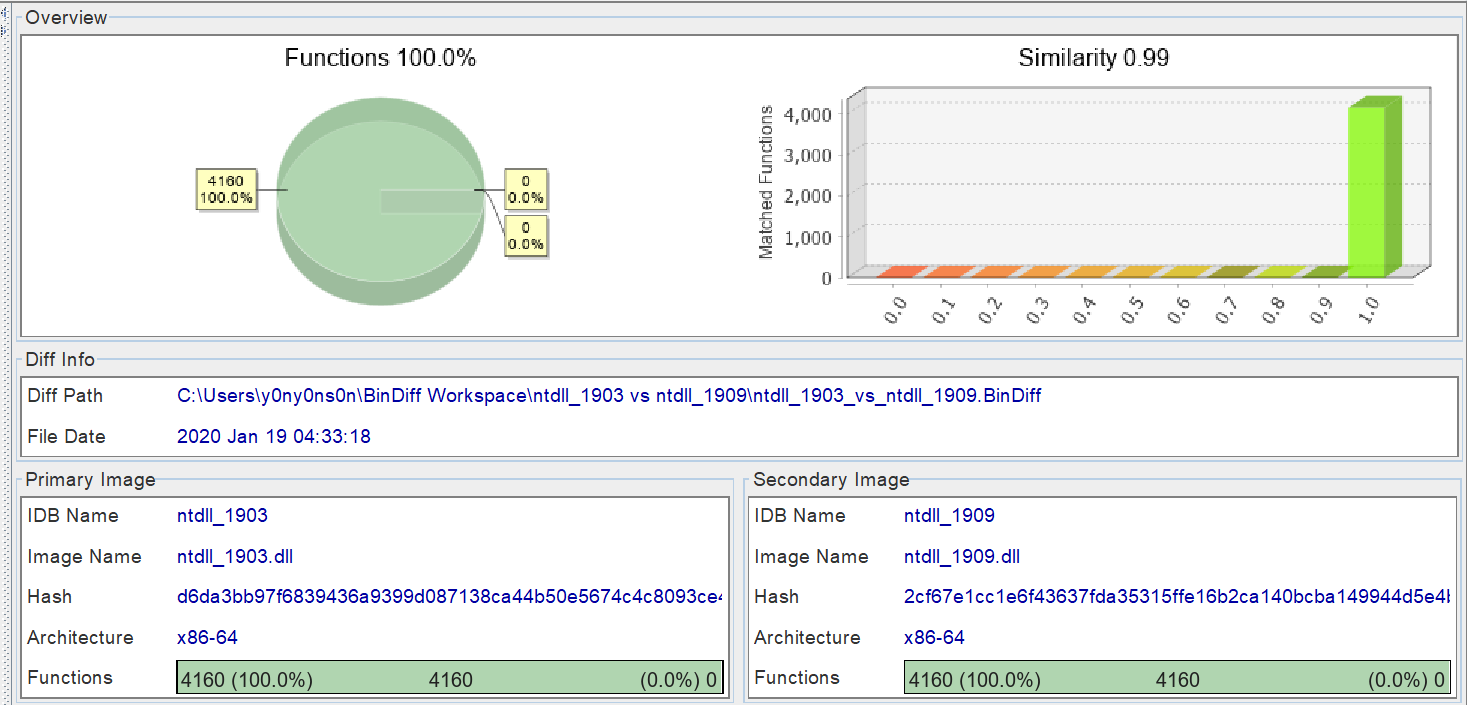 Overview
Functions 100.0%
4160
100.0%
0
0.0%
0
0.0%
Similarity 0.99
Matched Functions
4,000
3,000
2,000
1,000
0
0.0 0.1 0.2 0.3 0.4 0.5 0.6 0.7 0.8 0.9 1.0
Diff Info
Diff Path C:\Users\y0ny0ns0n\BinDiff Workspace\ntdll_1903 vs ntdll_1909\ntdll_1903_vs_ntdll_1909.BinDiff
File Date 2020 Jan 19 04:33:18
Primary Image
IDB Name ntdll_1903
Image Name ntdll_1903.dll
Hash d6da3bb97f6839436a9399d087138ca44b50e5674c4c8093ce4
Architecture x86-64
Functions 4160 (100.0%) 4160 (0.0%) 0
Secondary Image
IDB Name ntdll_1909
Image Name ntdll_1909.dll
Hash 2cf67e1cc1e6f43637fda35315ffe16b2ca140bcba149944d5e4
Architecture x86-64
Functions 4160 (100.0%) 4160 (0.0%) 0